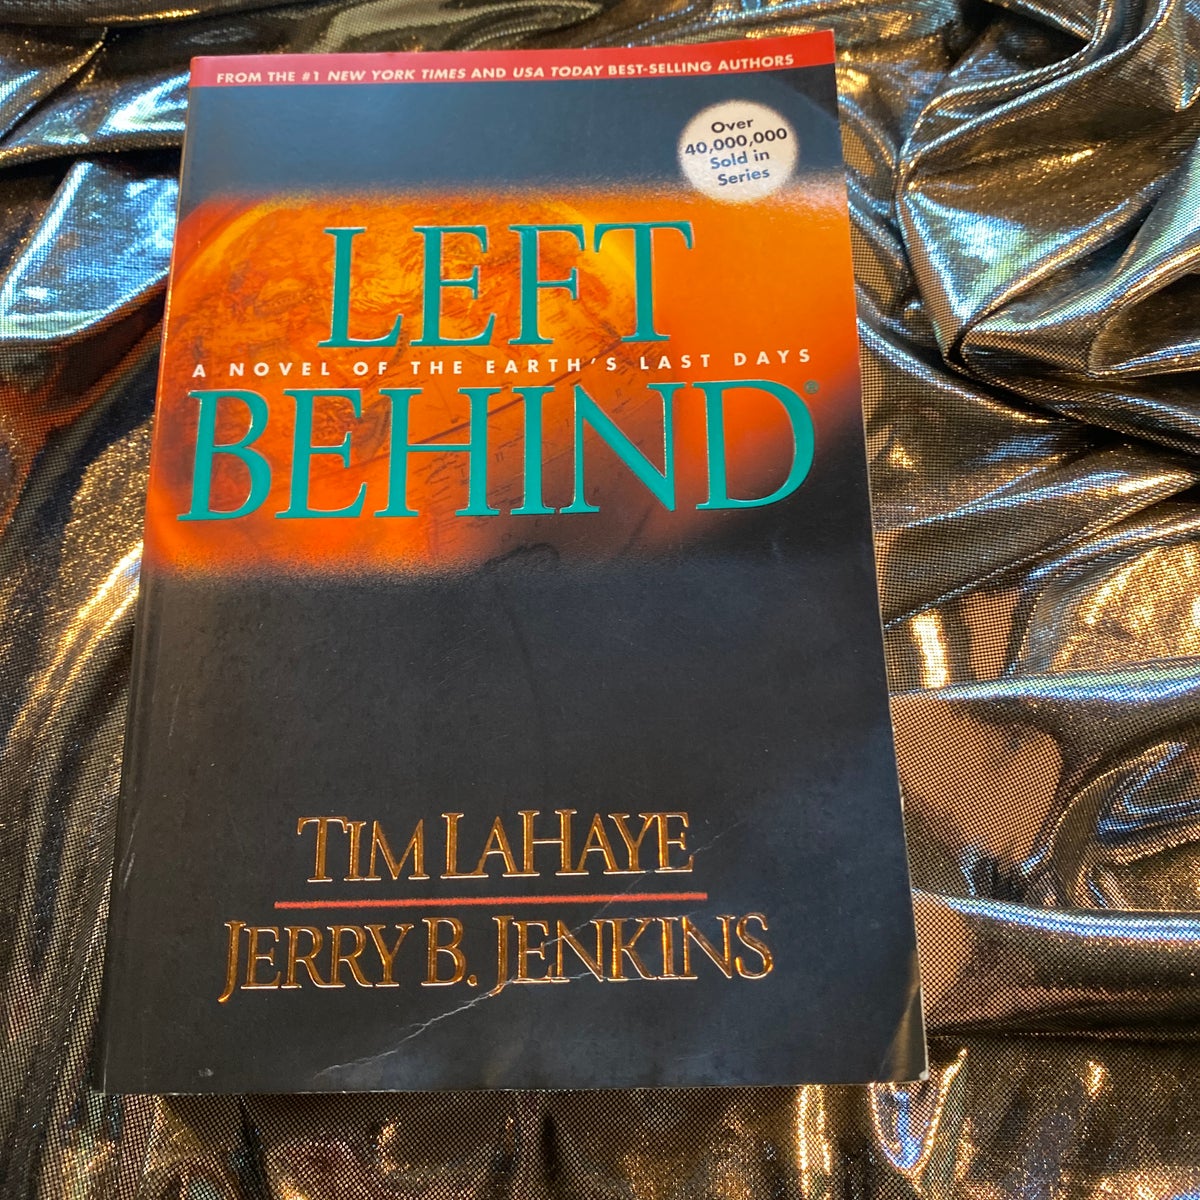 FROM THE #1 NEW YORK TIMES AND USA TODAY BEST-SELLING AUTHORS
Over
40,000,000
Sold in
Series
LEFT
A NOVEL OF THE EARTH'S LAST DAYS
BEHIND®
TIM LAHAYE
JERRY B. JENKINS